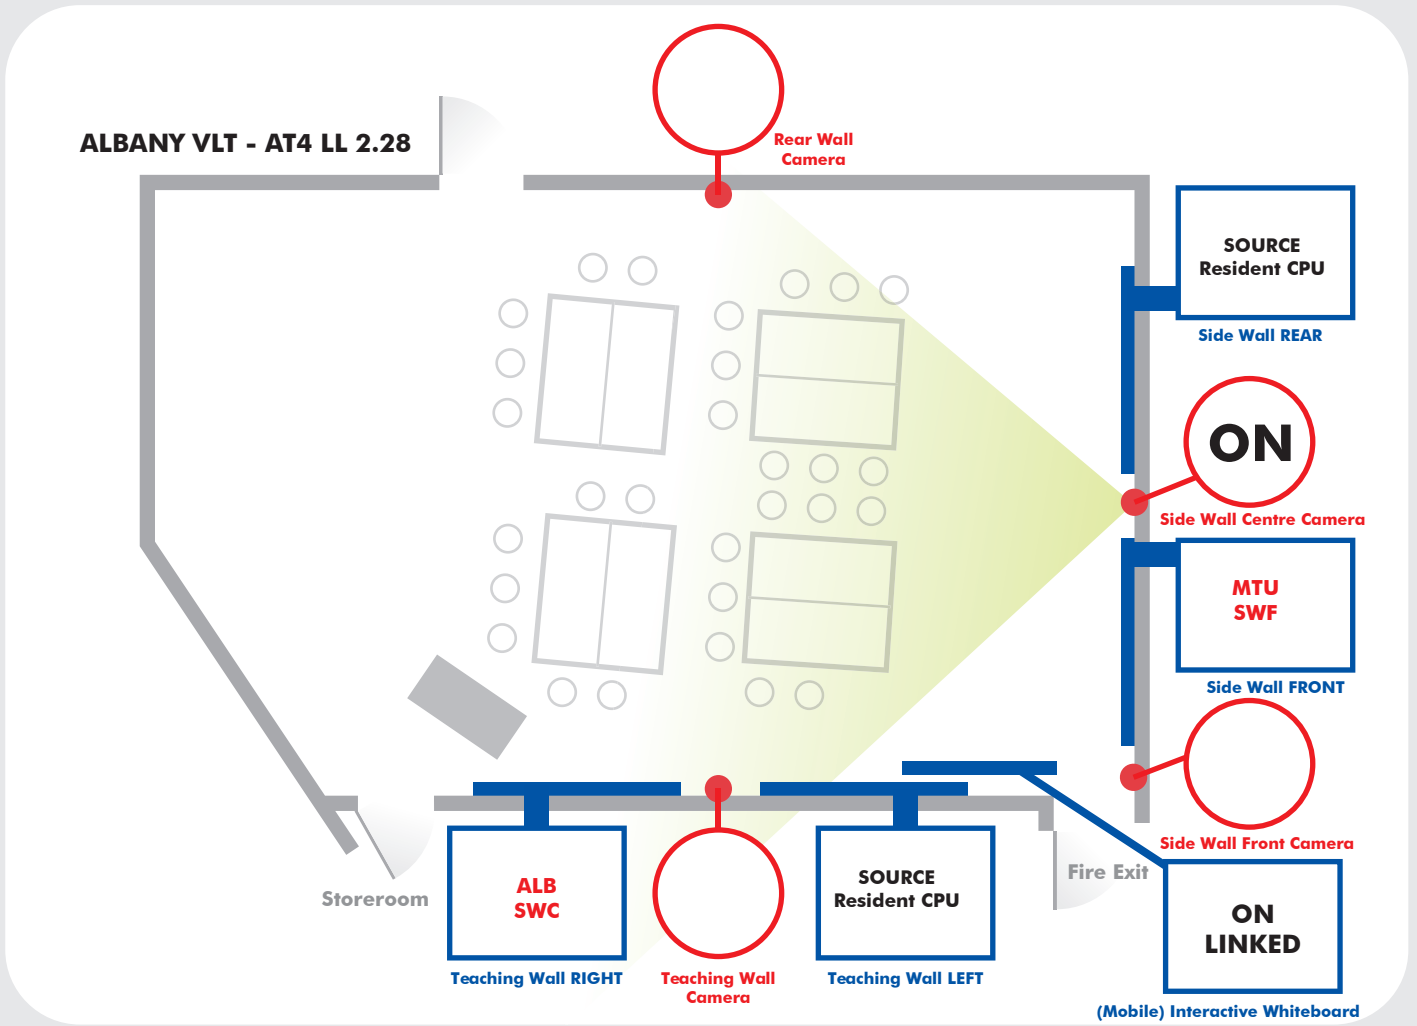 ALBANY VLT - AT4 LL 2.28
Rear Wall
Camera
SOURCE
Resident CPU
Side Wall REAR
ON
Side Wall Centre Camera
MTU
SWF
Side Wall FRONT
Side Wall Front Camera
Fire Exit
Storeroom
ALB
SWC
Teaching Wall RIGHT
Teaching Wall
Camera
SOURCE
Resident CPU
Teaching Wall LEFT
ON
LINKED
(Mobile) Interactive Whiteboard